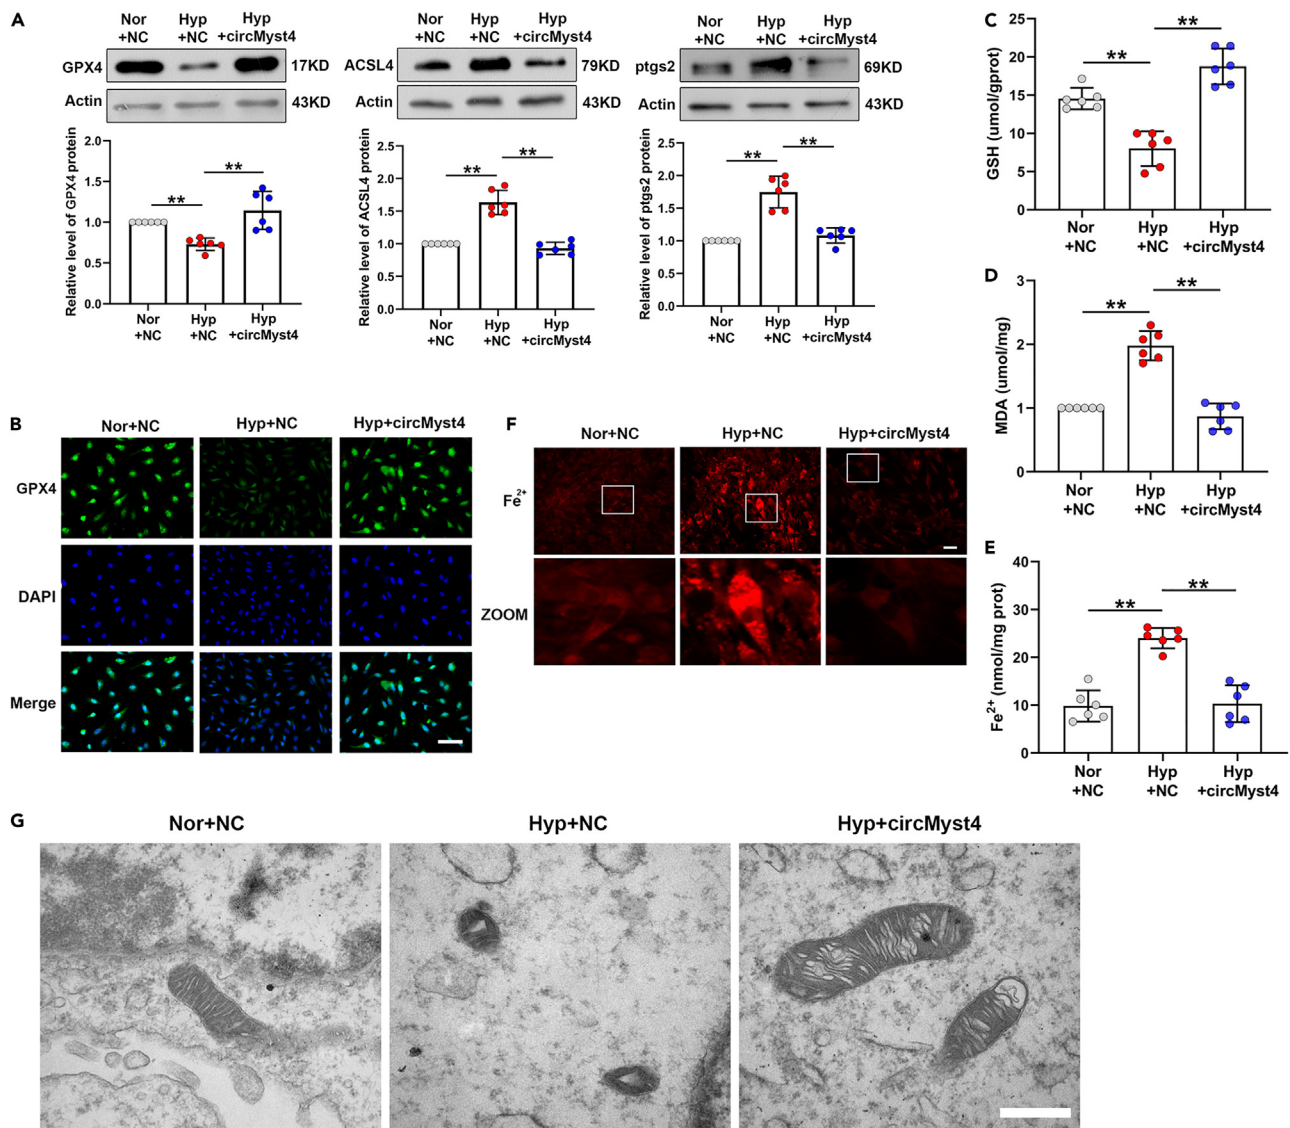 A
Nor
+NC
Hyp
+NC
Hyp
+circMyst4
GPX4
17KD
Actin
43KD
Relative level of GPX4 protein
2.0
1.5
1.0
0.5
0.0
**
**
Nor
+NC
Hyp
+NC
Hyp
+circMyst4
Nor
+NC
Hyp
+NC
Hyp
+circMyst4
ACSL4
79KD
Actin
43KD
Relative level of ACSL4 protein
2.5
2.0
1.5
1.0
0.5
0.0
**
**
Nor
+NC
Hyp
+NC
Hyp
+circMyst4
Nor
+NC
Hyp
+NC
Hyp
+circMyst4
ptgs2
69KD
Actin
43KD
Relative level of ptgs2 protein
2.5
2.0
1.5
1.0
0.5
0.0
**
**
Nor
+NC
Hyp
+NC
Hyp
+circMyst4
B
Nor+NC
Hyp+NC
Hyp+circMyst4
GPX4
DAPI
Merge
C
GSH (umol/gprot)
25
20
15
10
5
0
**
**
Nor
+NC
Hyp
+NC
Hyp
+circMyst4
D
MDA (umol/mg)
3
2
1
0
**
**
Nor
+NC
Hyp
+NC
Hyp
+circMyst4
E
Fe2+ (nmol/mg prot)
40
30
20
10
0
**
**
Nor
+NC
Hyp
+NC
Hyp
+circMyst4
F
Nor+NC
Hyp+NC
Hyp+circMyst4
Fe2+
ZOOM
G
Nor+NC
Hyp+NC
Hyp+circMyst4